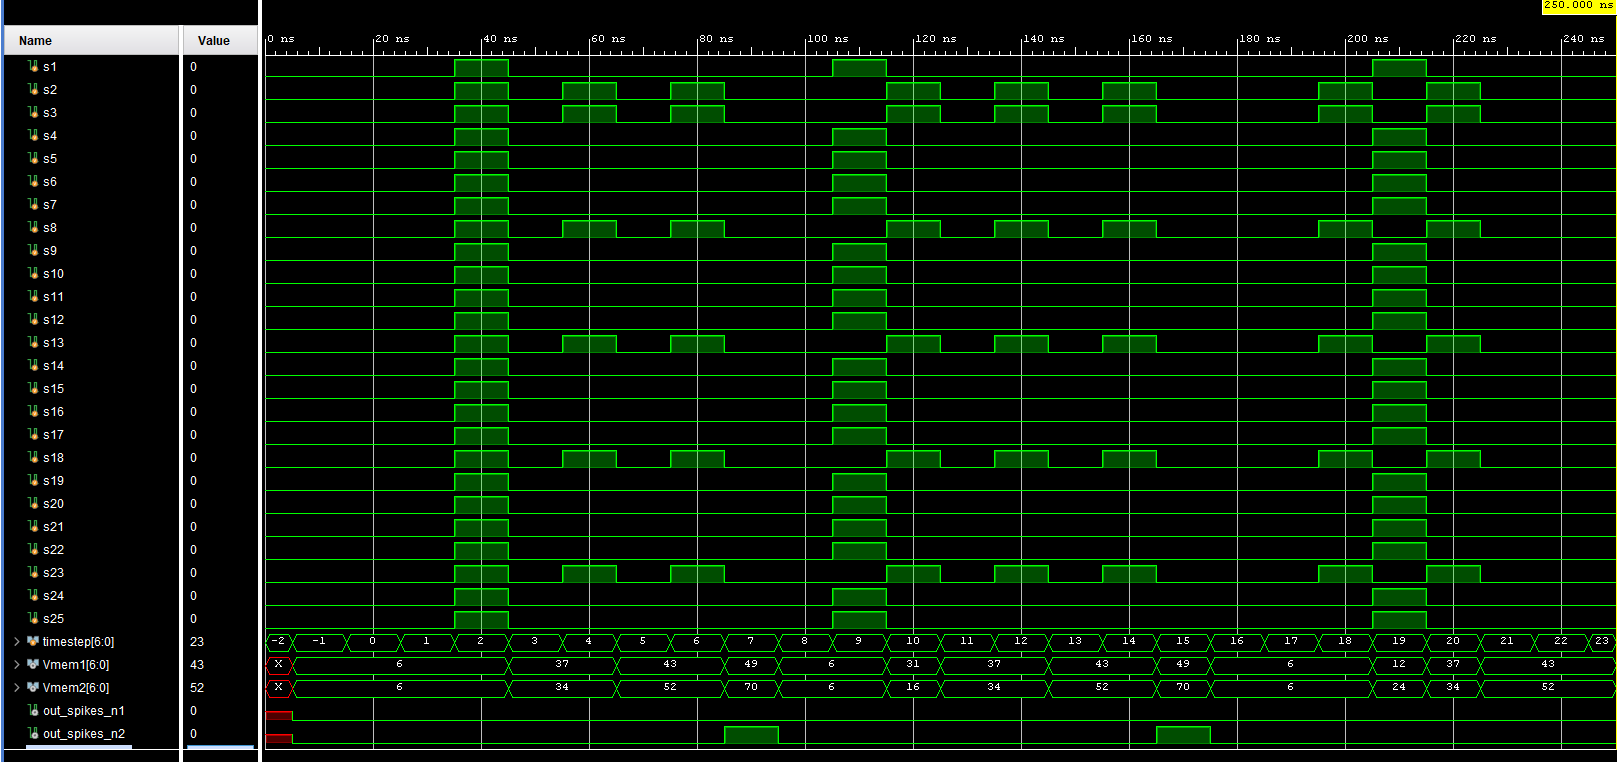 250.000 ns
Name Value
0 ns 20 ns 40 ns 60 ns 80 ns 100 ns 120 ns 140 ns 160 ns 180 ns 200 ns 220 ns 240 ns
s1 0
s2 0
s3 0
s4 0
s5 0
s6 0
s7 0
s8 0
s9 0
s10 0
s11 0
s12 0
s13 0
s14 0
s15 0
s16 0
s17 0
s18 0
s19 0
s20 0
s21 0
s22 0
s23 0
s24 0
s25 0
timestep[6:0] 23 -2 -1 0 1 2 3 4 5 6 7 8 9 10 11 12 13 14 15 16 17 18 19 20 21 22 23
Vmem1[6:0] 43 X 6 37 43 49 6 31 37 43 49 6 12 37 43
Vmem2[6:0] 52 X 6 34 52 70 6 16 34 52 70 6 24 34 52
out_spikes_n1 0
out_spikes_n2 0